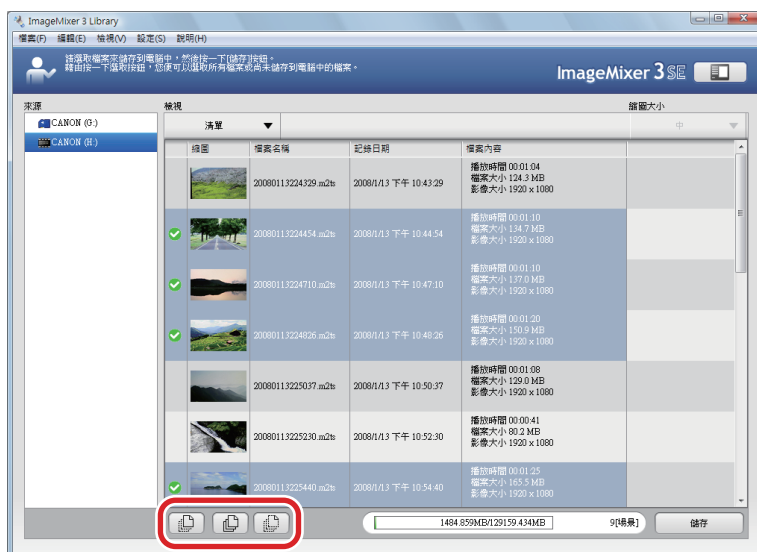 ImageMixer 3 Library
檔案(F) 編輯(E) 檢視(V) 設定(S) 說明(H)
請選取檔案來儲存到電腦中，然後按一下[儲存]按鈕。
藉由按一下選取按鈕，您便可以選取所有檔案或尚未儲存到電腦中的檔案。
ImageMixer 3 SE
來源 檢視 縮圖大小
CANON (G:) 清單 中
CANON (H:)
縮圖 檔案名稱 記錄日期 檔案內容
播放時間 00:01:04
20080113224329.m2ts 2008/1/13 下午 10:43:29 檔案大小 124.3 MB
影像大小 1920 x 1080
播放時間 00:01:10
20080113224454.m2ts 2008/1/13 下午 10:44:54 檔案大小 134.7 MB
影像大小 1920 x 1080
播放時間 00:01:10
20080113224710.m2ts 2008/1/13 下午 10:47:10 檔案大小 137.0 MB
影像大小 1920 x 1080
播放時間 00:01:20
20080113224826.m2ts 2008/1/13 下午 10:48:26 檔案大小 150.9 MB
影像大小 1920 x 1080
播放時間 00:01:08
20080113225037.m2ts 2008/1/13 下午 10:50:37 檔案大小 129.0 MB
影像大小 1920 x 1080
播放時間 00:00:41
20080113225230.m2ts 2008/1/13 下午 10:52:30 檔案大小 80.2 MB
影像大小 1920 x 1080
播放時間 00:01:25
20080113225440.m2ts 2008/1/13 下午 10:54:40 檔案大小 165.5 MB
影像大小 1920 x 1080
1484.859MB/129159.434MB 9[場景] 儲存